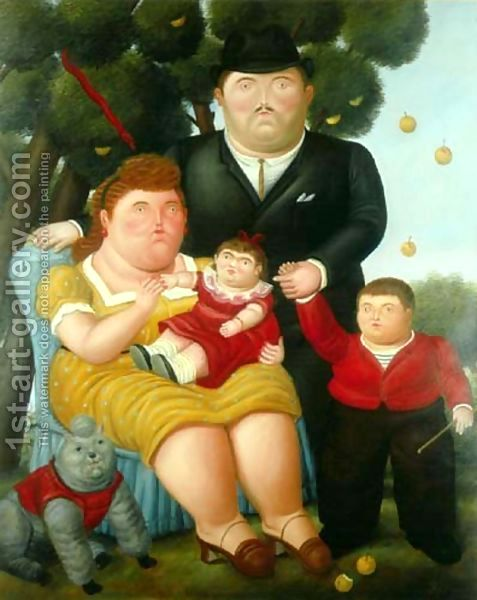 1st-art-gallery.com
This watermark does not appear on the painting